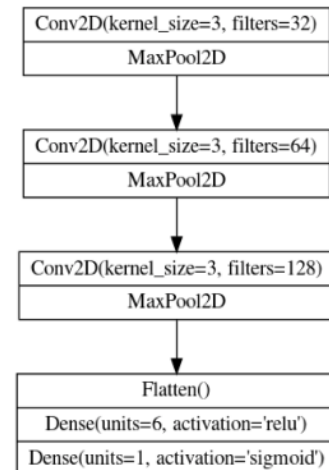 Conv2D(kernel_size=3, filters=32)
MaxPool2D
Conv2D(kernel_size=3, filters=64)
MaxPool2D
Conv2D(kernel_size=3, filters=128)
MaxPool2D
Flatten()
Dense(units=6, activation='relu')
Dense(units=1, activation='sigmoid')